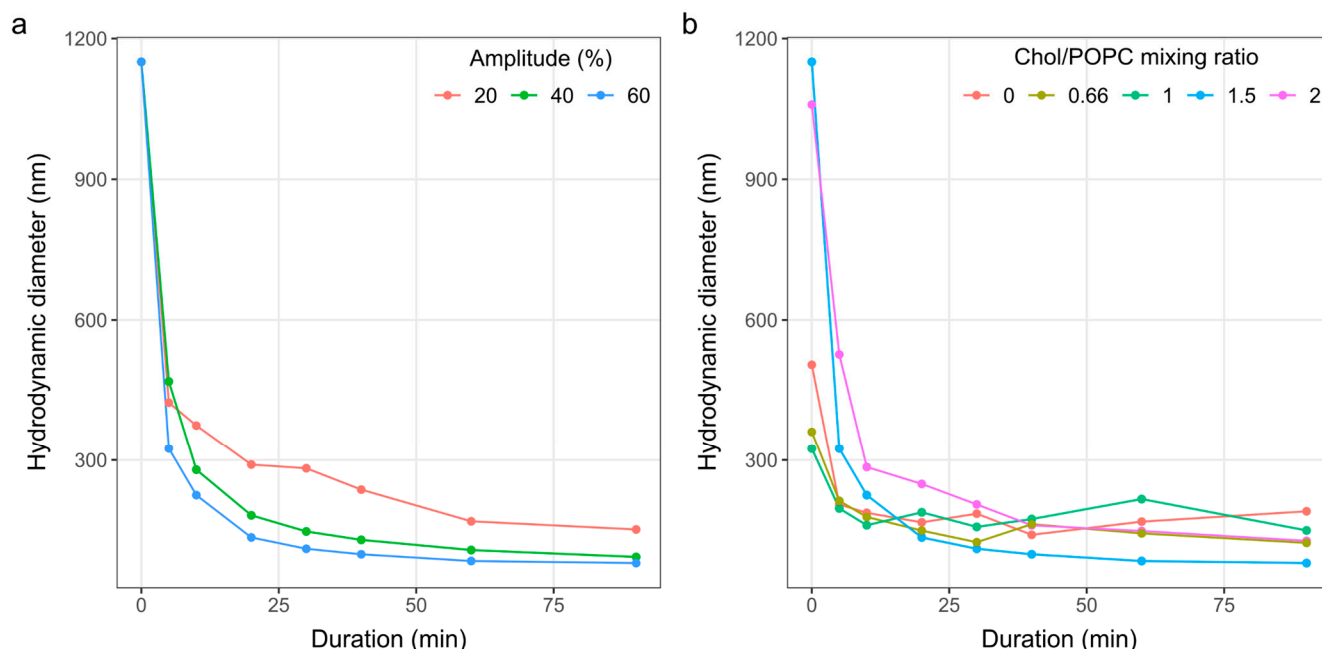 a
Amplitude (%)
20 40 60
1200
900
600
300
Hydrodynamic diameter (nm)
0 25 50 75
Duration (min)
b
Chol/POPC mixing ratio
0 0.66 1 1.5 2
1200
900
600
300
Hydrodynamic diameter (nm)
0 25 50 75
Duration (min)